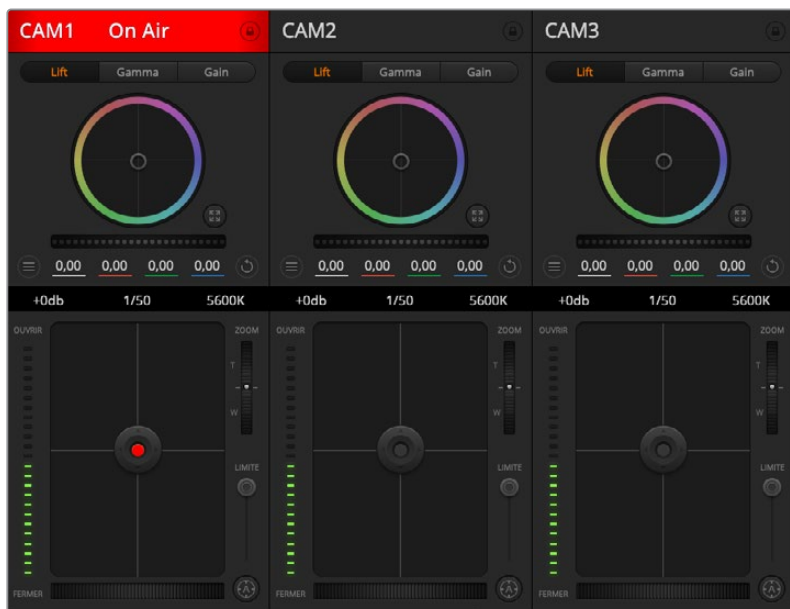 CAM1 On Air CAM2 CAM3
Lift Gamma Gain Lift Gamma Gain Lift Gamma Gain
0,00 0,00 0,00 0,00 0,00 0,00 0,00 0,00 0,00 0,00 0,00 0,00
+0db 1/50 5600K +0db 1/50 5600K +0db 1/50 5600K
OUVRIR ZOOM OUVRIR ZOOM OUVRIR ZOOM
T T T
W W W
LIMITE LIMITE LIMITE
FERMER A FERMER A FERMER A